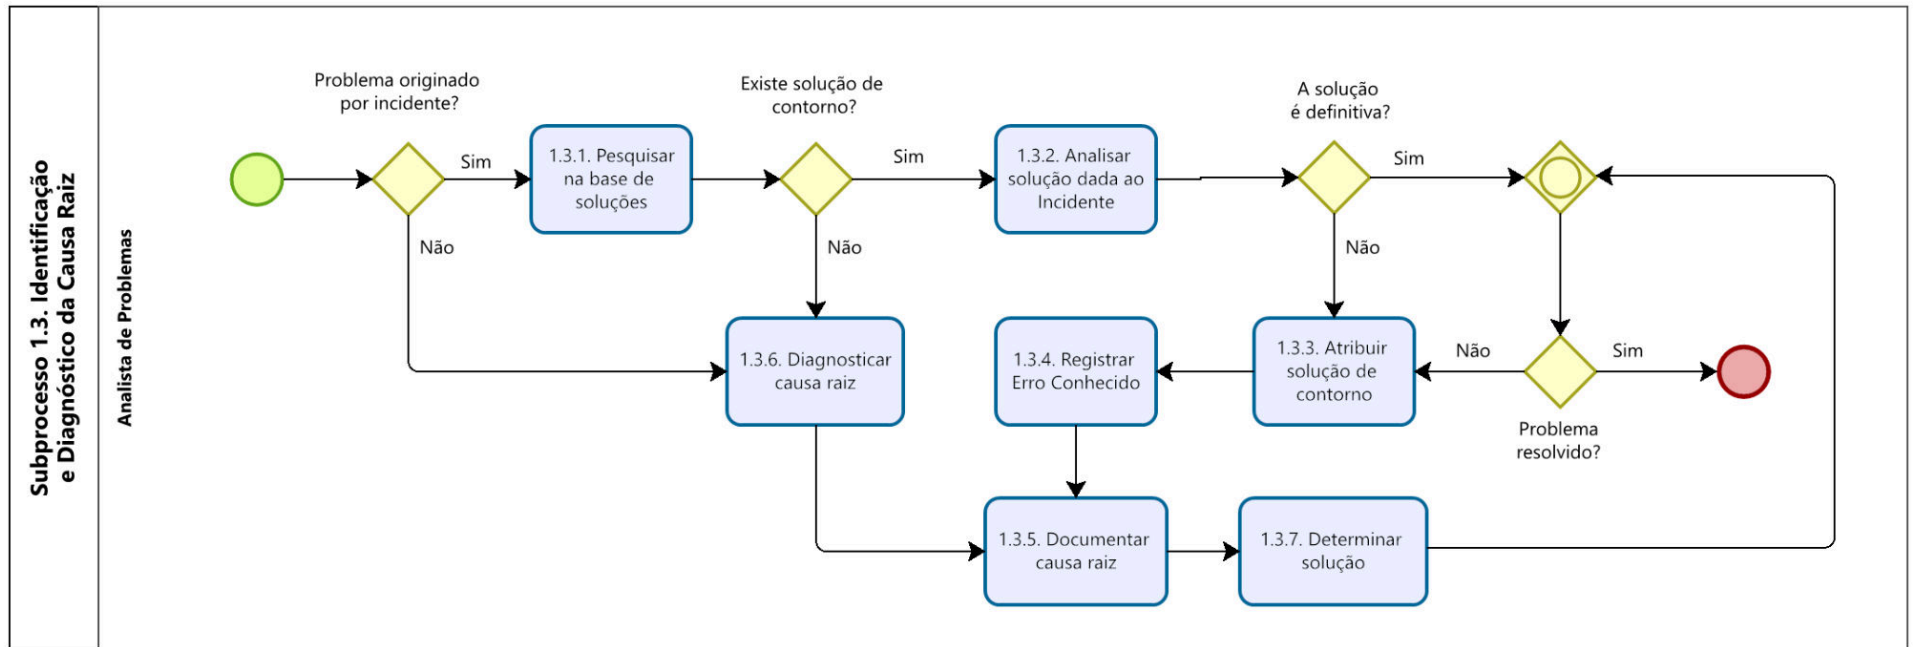 Subprocesso 1.3. Identificação
e Diagnóstico da Causa Raiz
Analista de Problemas
Problema originado
por incidente?
Sim
Não
1.3.1. Pesquisar
na base de
soluções
Existe solução de
contorno?
Sim
Não
1.3.2. Analisar
solução dada ao
Incidente
A solução
é definitiva?
Sim
Não
1.3.6. Diagnosticar
causa raiz
1.3.4. Registrar
Erro Conhecido
1.3.3. Atribuir
solução de
contorno
Não
Sim
Problema
resolvido?
1.3.5. Documentar
causa raiz
1.3.7. Determinar
solução